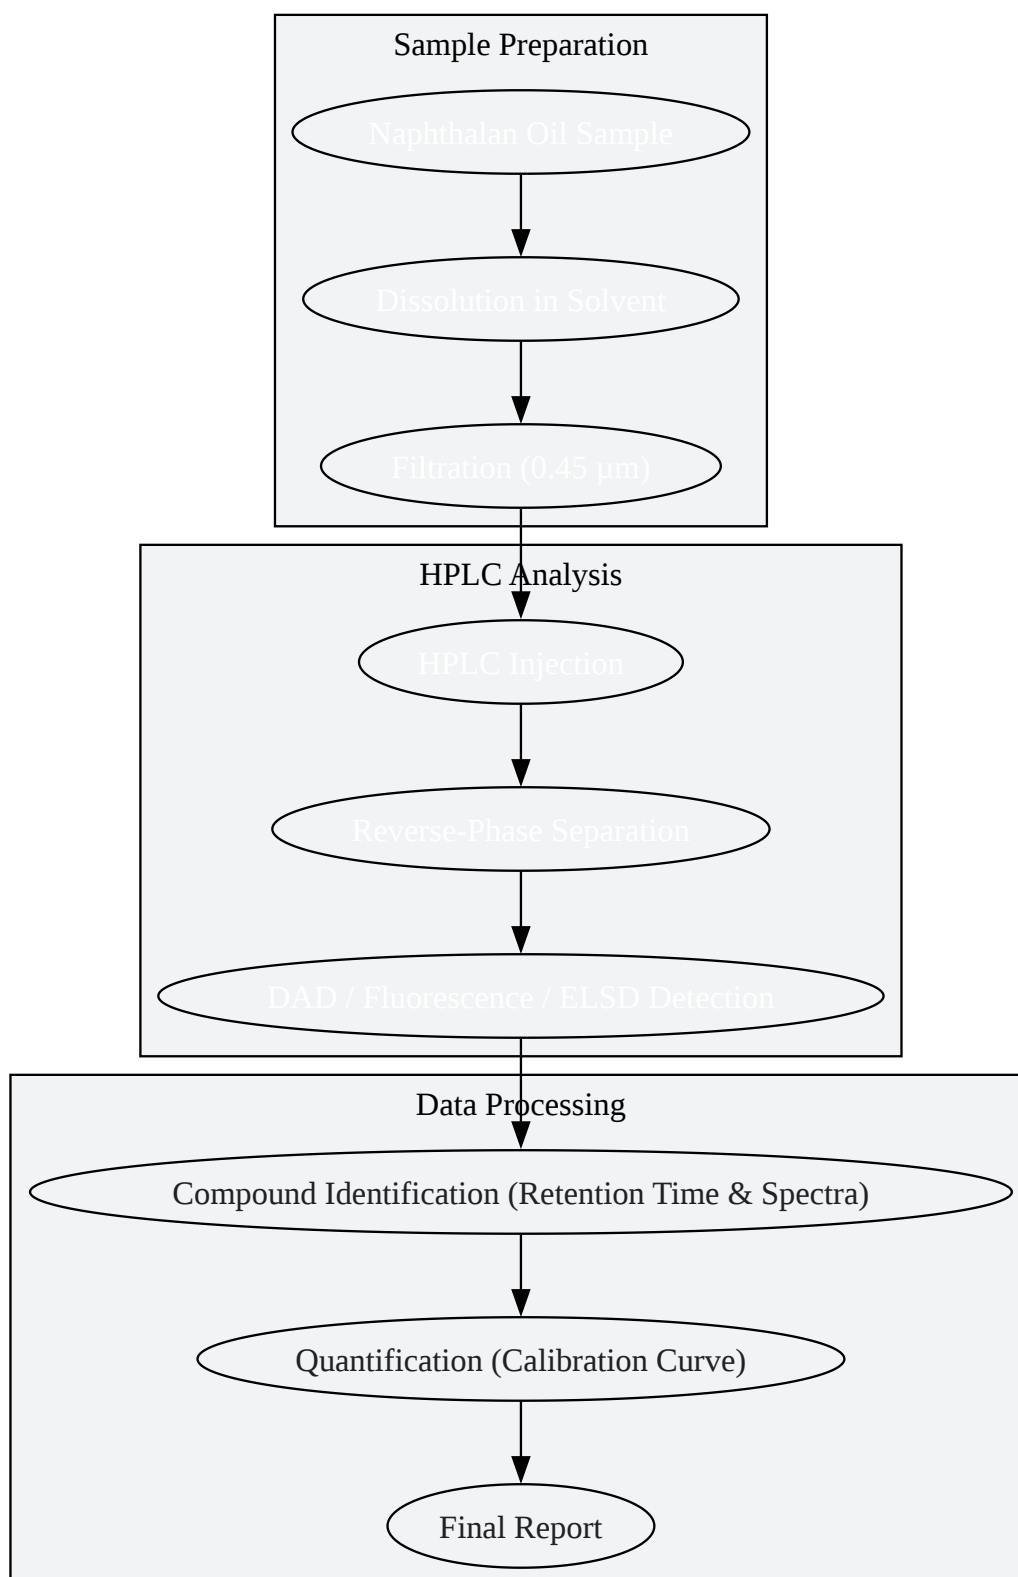 Sample Preparation
Naphthalan Oil Sample
Dissolution in Solvent
Filtration (0.45 µm)
HPLC Analysis
HPLC Injection
Reverse-Phase Separation
DAD / Fluorescence / ELSD Detection
Data Processing
Compound Identification (Retention Time & Spectra)
Quantification (Calibration Curve)
Final Report